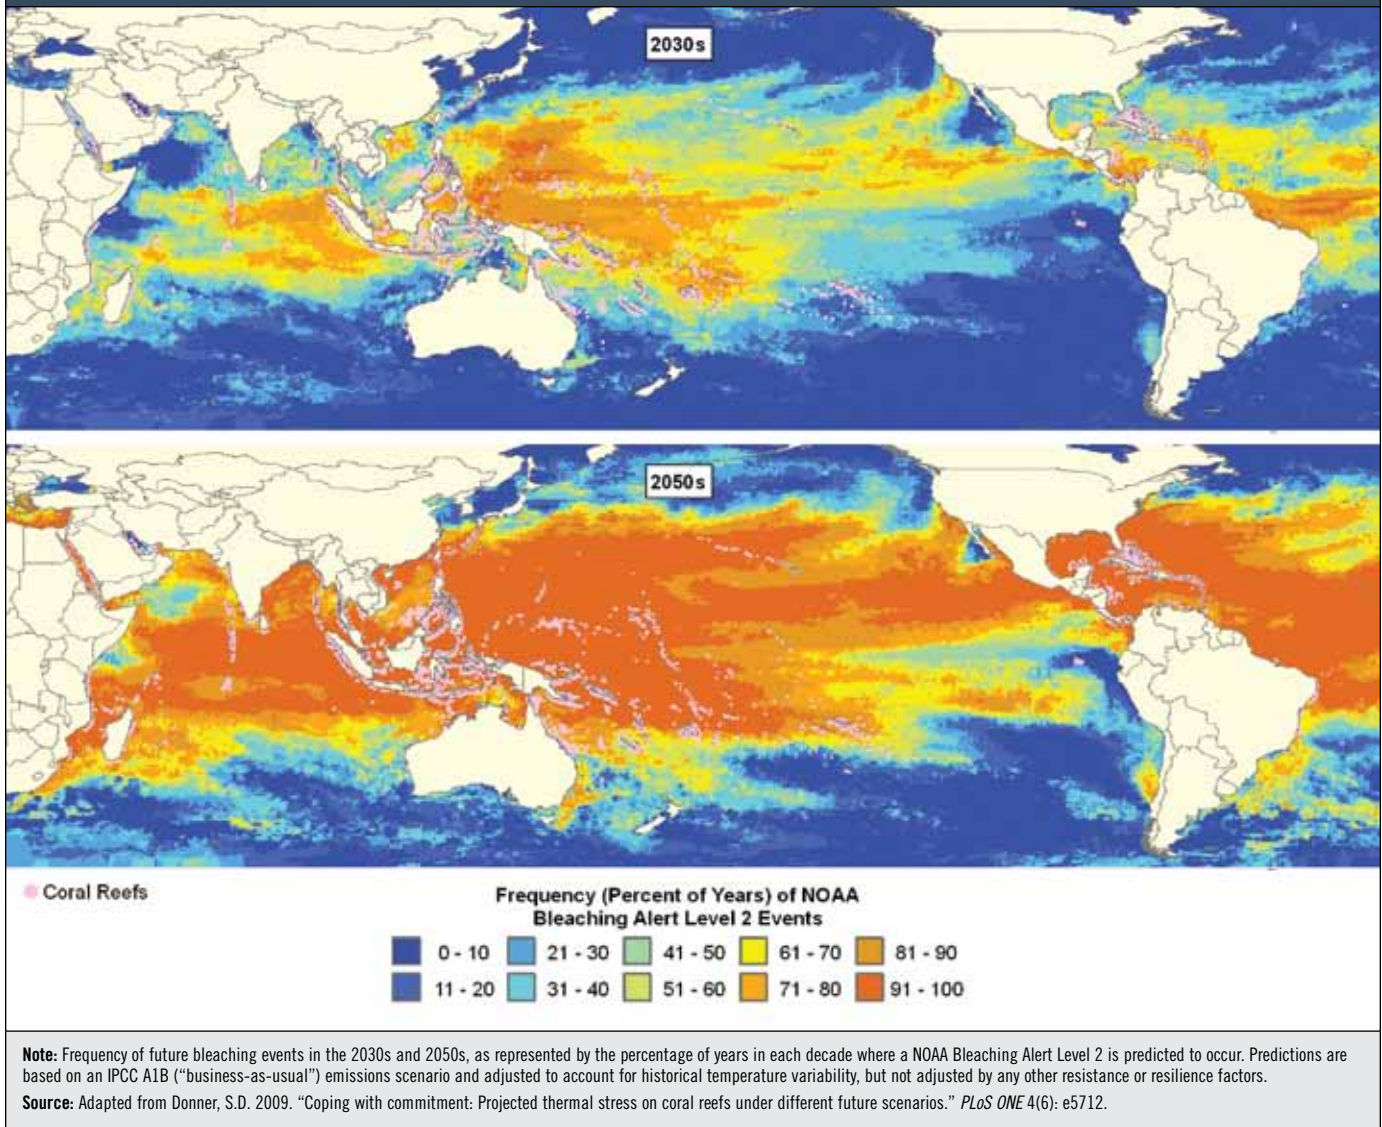 2030s
2050s
Coral Reefs
Frequency (Percent of Years) of NOAA
Bleaching Alert Level 2 Events
0 - 10
21 - 30
41 - 50
61 - 70
81 - 90
11 - 20
31 - 40
51 - 60
71 - 80
91 - 100
Note: Frequency of future bleaching events in the 2030s and 2050s, as represented by the percentage of years in each decade where a NOAA Bleaching Alert Level 2 is predicted to occur. Predictions are
based on an IPCC A1B (“business-as-usual”) emissions scenario and adjusted to account for historical temperature variability, but not adjusted by any other resistance or resilience factors.
Source: Adapted from Donner, S.D. 2009. “Coping with commitment: Projected thermal stress on coral reefs under different future scenarios.” PLoS ONE 4(6): e5712.